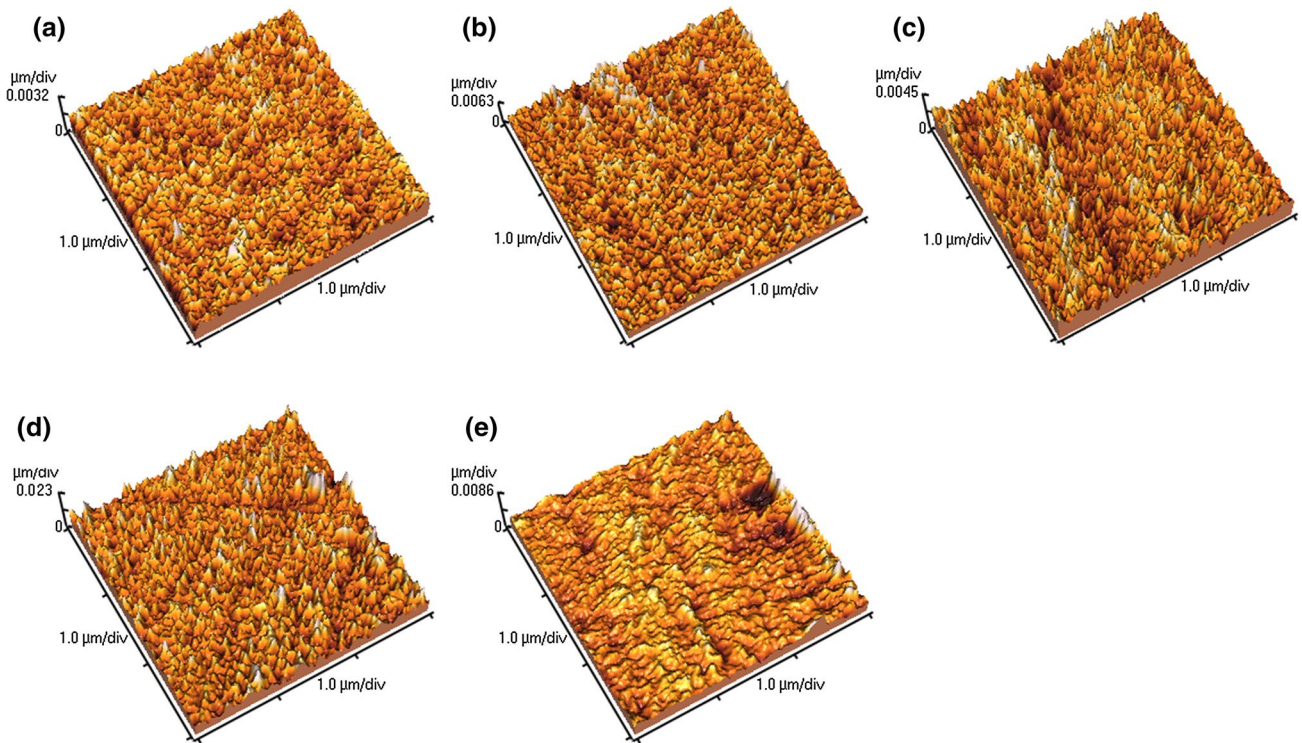 (a)
µm/div
0.0032
0
1.0 µm/div
1.0 µm/div
(b)
µm/div
0.0063
0
1.0 µm/div
1.0 µm/div
(c)
µm/div
0.0045
0
1.0 µm/div
1.0 µm/div
(d)
µm/div
0.023
0
1.0 µm/div
1.0 µm/div
(e)
µm/div
0.0086
0
1.0 µm/div
1.0 µm/div